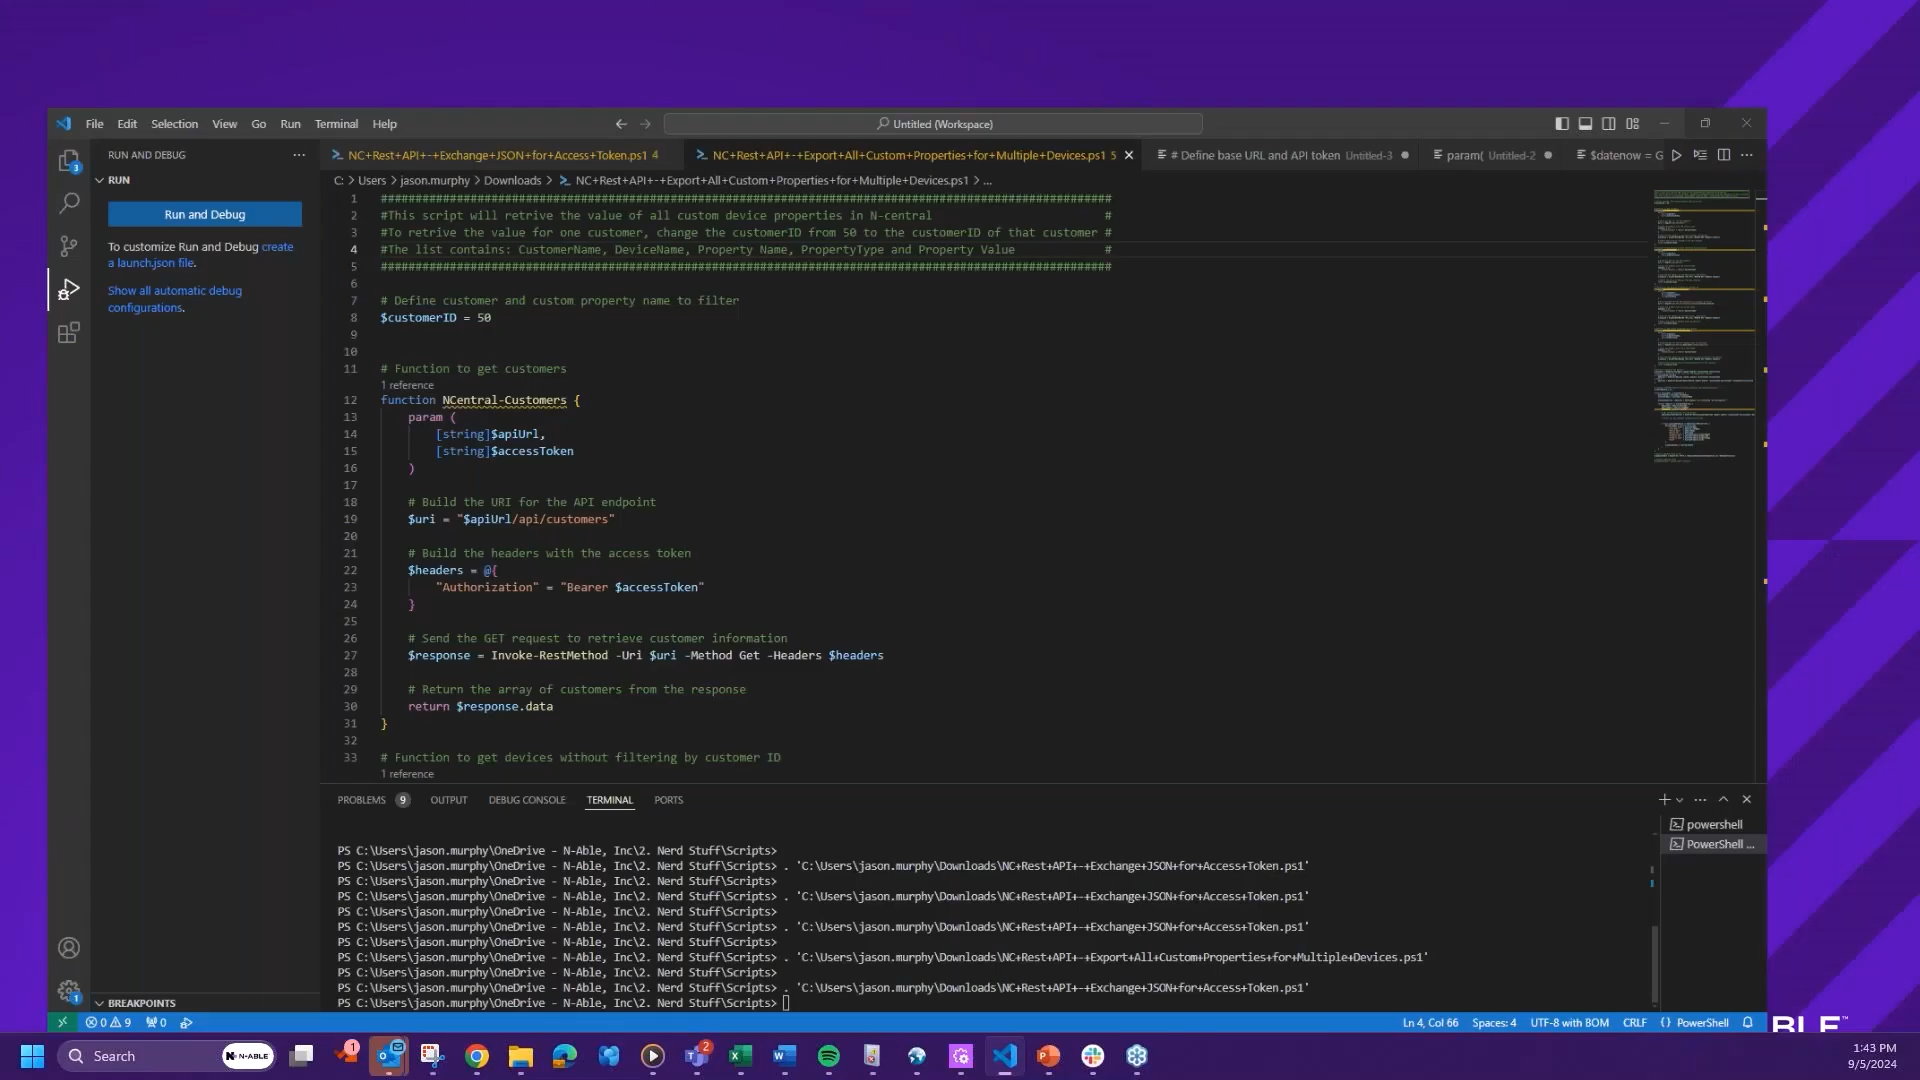 File Edit Selection View Go Run Terminal Help
Untitled (Workspace)
RUN AND DEBUG
NC+Rest+API+-+Exchange+JSON+for+Access+Token.ps1 4
NC+Rest+API+-+Export+All+Custom+Properties+for+Multiple+Devices.ps1 5
# Define base URL and API token Untitled-3
param( Untitled-2
$datenow = G
RUN
C: > Users > jason.murphy > Downloads > NC+Rest+API+-+Export+All+Custom+Properties+for+Multiple+Devices.ps1 > ...
Run and Debug
To customize Run and Debug create
a launch.json file.
Show all automatic debug
configurations.
1 #########################################################################################################
2 #This script will retrive the value of all custom device properties in N-central #
3 #To retrive the value for one customer, change the customerID from 50 to the customerID of that customer #
4 #The list contains: CustomerName, DeviceName, Property Name, PropertyType and Property Value #
5 #########################################################################################################
6
7 # Define customer and custom property name to filter
8 $customerID = 50
9
10
11 # Function to get customers
1 reference
12 function NCentral-Customers {
13 param (
14 [string]$apiUrl,
15 [string]$accessToken
16 )
17
18 # Build the URI for the API endpoint
19 $uri = "$apiUrl/api/customers"
20
21 # Build the headers with the access token
22 $headers = @{
23 "Authorization" = "Bearer $accessToken"
24 }
25
26 # Send the GET request to retrieve customer information
27 $response = Invoke-RestMethod -Uri $uri -Method Get -Headers $headers
28
29 # Return the array of customers from the response
30 return $response.data
31 }
32
33 # Function to get devices without filtering by customer ID
1 reference
PROBLEMS 9 OUTPUT DEBUG CONSOLE TERMINAL PORTS
powershell
PowerShell ...
PS C:\Users\jason.murphy\OneDrive - N-Able, Inc\2. Nerd Stuff\Scripts>
PS C:\Users\jason.murphy\OneDrive - N-Able, Inc\2. Nerd Stuff\Scripts> . 'C:\Users\jason.murphy\Downloads\NC+Rest+API+-+Exchange+JSON+for+Access+Token.ps1'
PS C:\Users\jason.murphy\OneDrive - N-Able, Inc\2. Nerd Stuff\Scripts>
PS C:\Users\jason.murphy\OneDrive - N-Able, Inc\2. Nerd Stuff\Scripts> . 'C:\Users\jason.murphy\Downloads\NC+Rest+API+-+Exchange+JSON+for+Access+Token.ps1'
PS C:\Users\jason.murphy\OneDrive - N-Able, Inc\2. Nerd Stuff\Scripts>
PS C:\Users\jason.murphy\OneDrive - N-Able, Inc\2. Nerd Stuff\Scripts> . 'C:\Users\jason.murphy\Downloads\NC+Rest+API+-+Exchange+JSON+for+Access+Token.ps1'
PS C:\Users\jason.murphy\OneDrive - N-Able, Inc\2. Nerd Stuff\Scripts>
PS C:\Users\jason.murphy\OneDrive - N-Able, Inc\2. Nerd Stuff\Scripts> . 'C:\Users\jason.murphy\Downloads\NC+Rest+API+-+Export+All+Custom+Properties+for+Multiple+Devices.ps1'
PS C:\Users\jason.murphy\OneDrive - N-Able, Inc\2. Nerd Stuff\Scripts>
PS C:\Users\jason.murphy\OneDrive - N-Able, Inc\2. Nerd Stuff\Scripts> . 'C:\Users\jason.murphy\Downloads\NC+Rest+API+-+Exchange+JSON+for+Access+Token.ps1'
PS C:\Users\jason.murphy\OneDrive - N-Able, Inc\2. Nerd Stuff\Scripts>
BREAKPOINTS
0 9 0
Ln 4, Col 66 Spaces: 4 UTF-8 with BOM CRLF {} PowerShell
Search N-ABLE
1:43 PM
9/5/2024